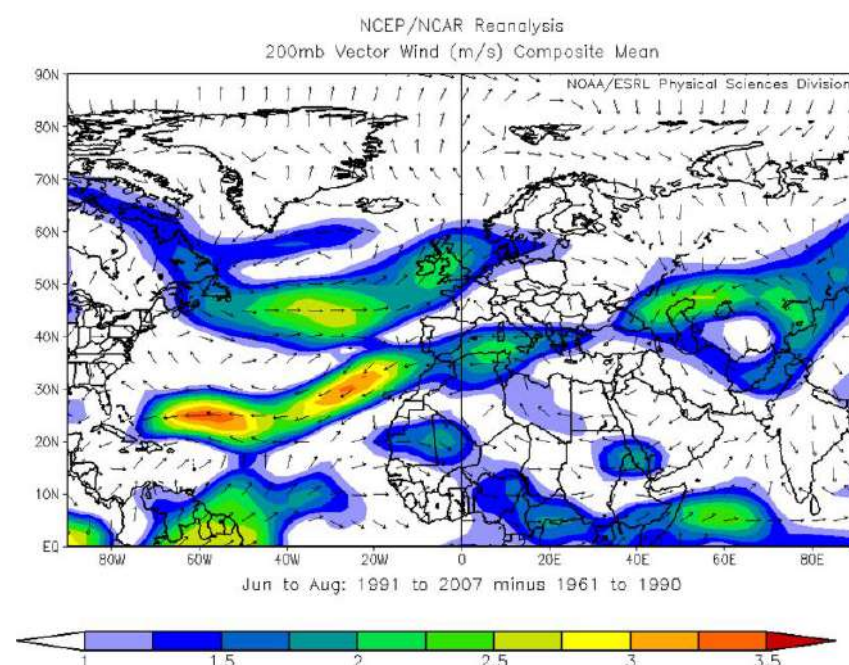 NCEP/NCAR Reanalysis
200mb Vector Wind (m/s) Composite Mean
NOAA/ESRL Physical Sciences Division
90N
80N
70N
60N
50N
40N
30N
20N
10N
EQ
80W 60W 40W 20W 0 20E 40E 60E 80E
Jun to Aug: 1991 to 2007 minus 1961 to 1990
1 1.5 2 2.5 3 3.5